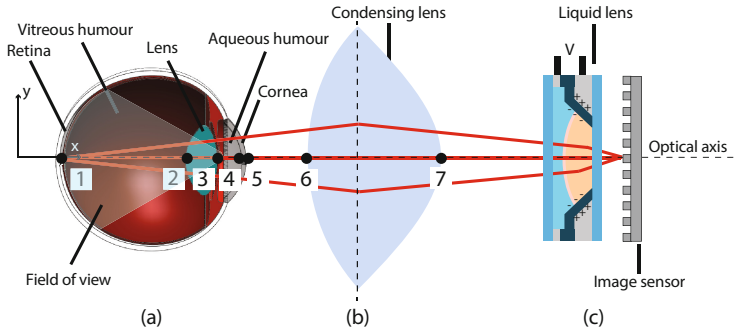 Condensing lens
Liquid lens
Vitreous humour
Retina
Lens
Aqueous humour
Cornea
V
y
x
1
2
3
4
5
6
7
Optical axis
+ + +
+ + +
Field of view
Image sensor
(a)
(b)
(c)